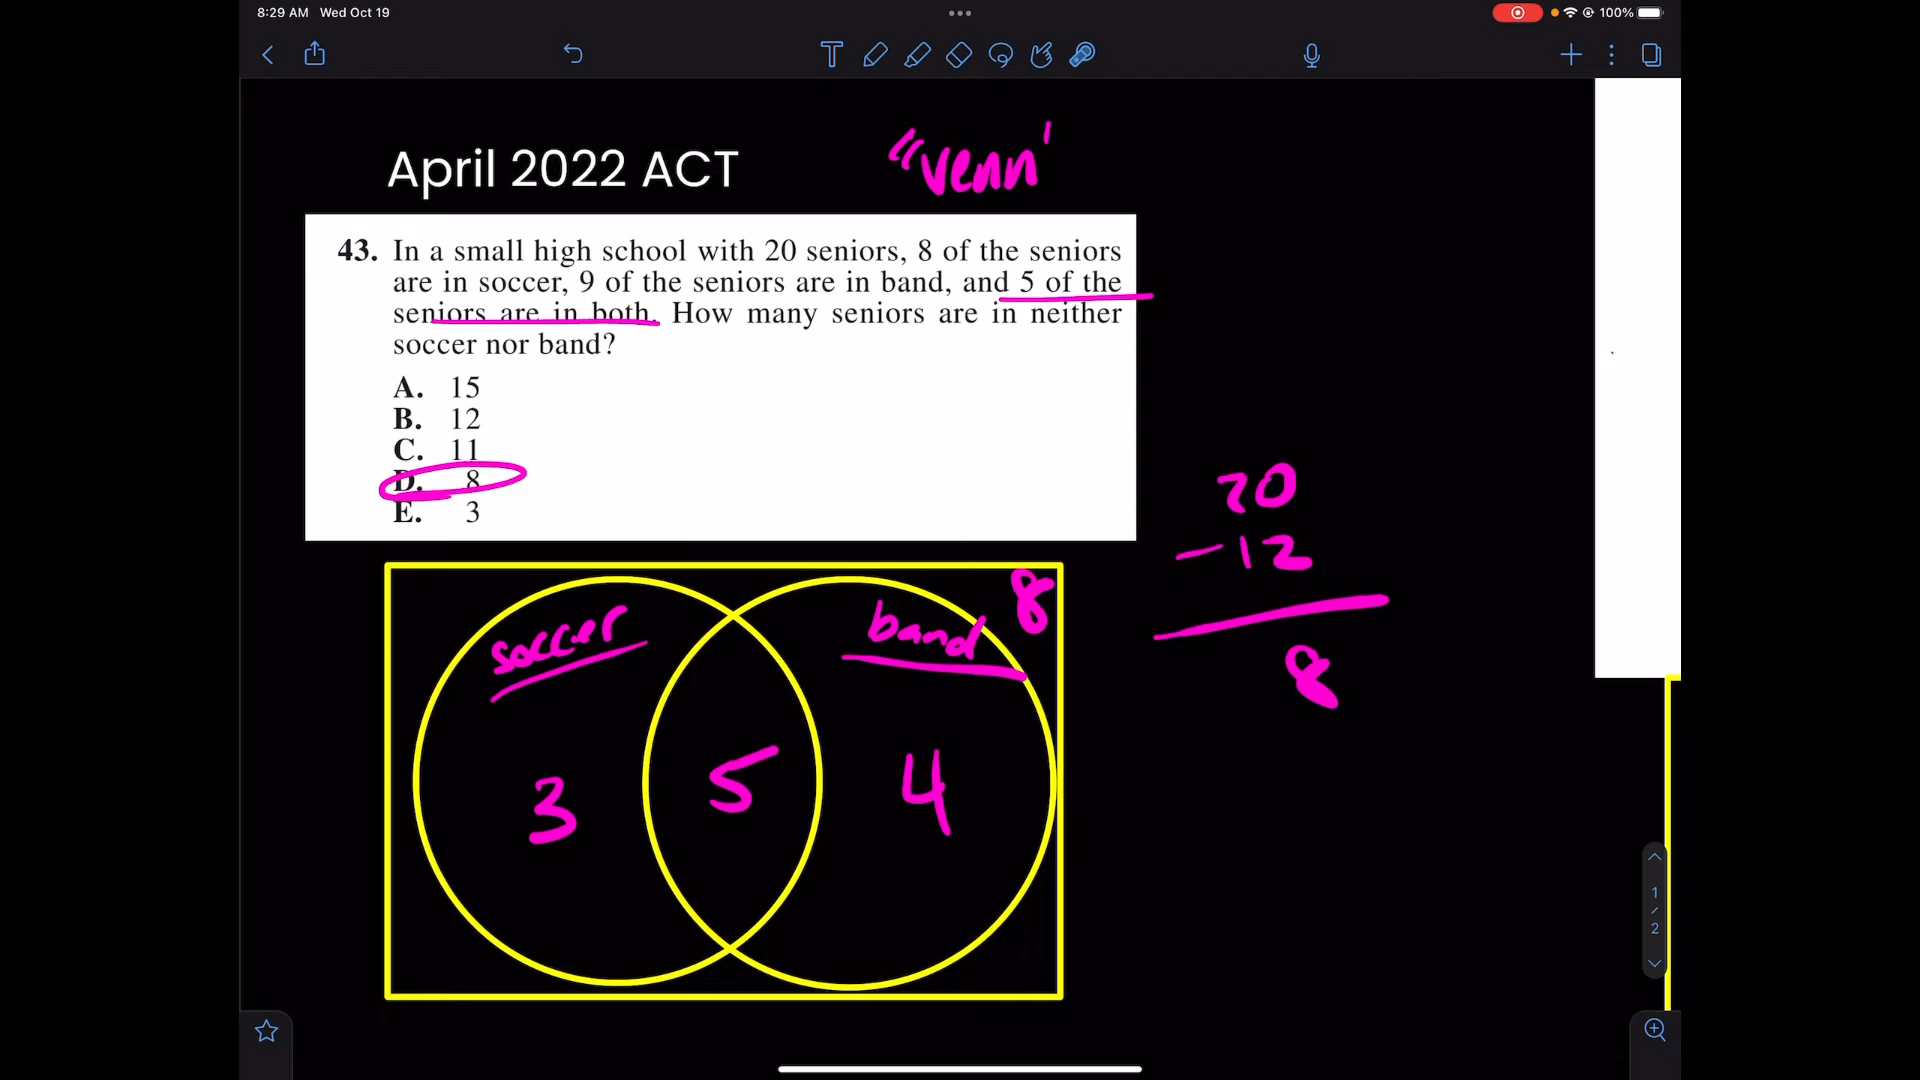 8:29 AM Wed Oct 19
100%
April 2022 ACT
"venn'
43. In a small high school with 20 seniors, 8 of the seniors
are in soccer, 9 of the seniors are in band, and 5 of the
seniors are in both. How many seniors are in neither
soccer nor band?
A. 15
B. 12
C. 11
D. 8
E. 3
20
-12
8
soccer
band
8
3
5
4
1
/
2